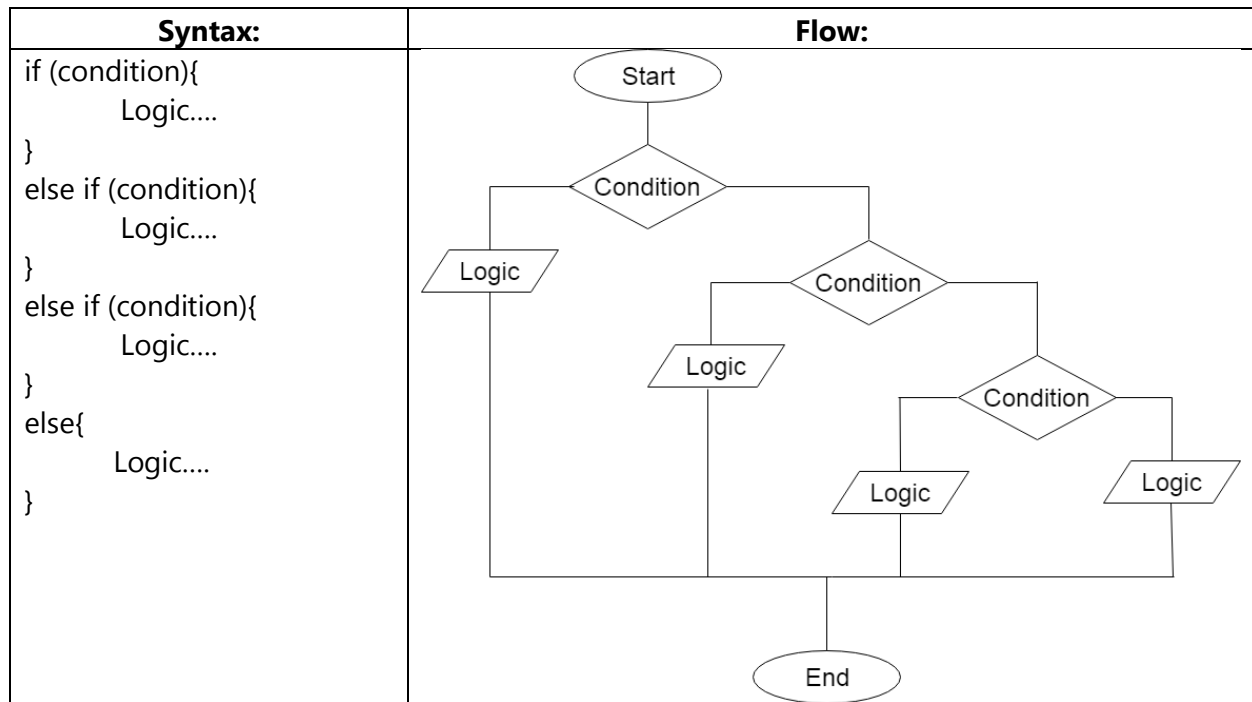 Syntax:
Flow:
if (condition){
Logic....
}
else if (condition){
Logic....
}
else if (condition){
Logic....
}
else{
Logic....
}
Start
Condition
Logic
Condition
Logic
Condition
Logic
Logic
End